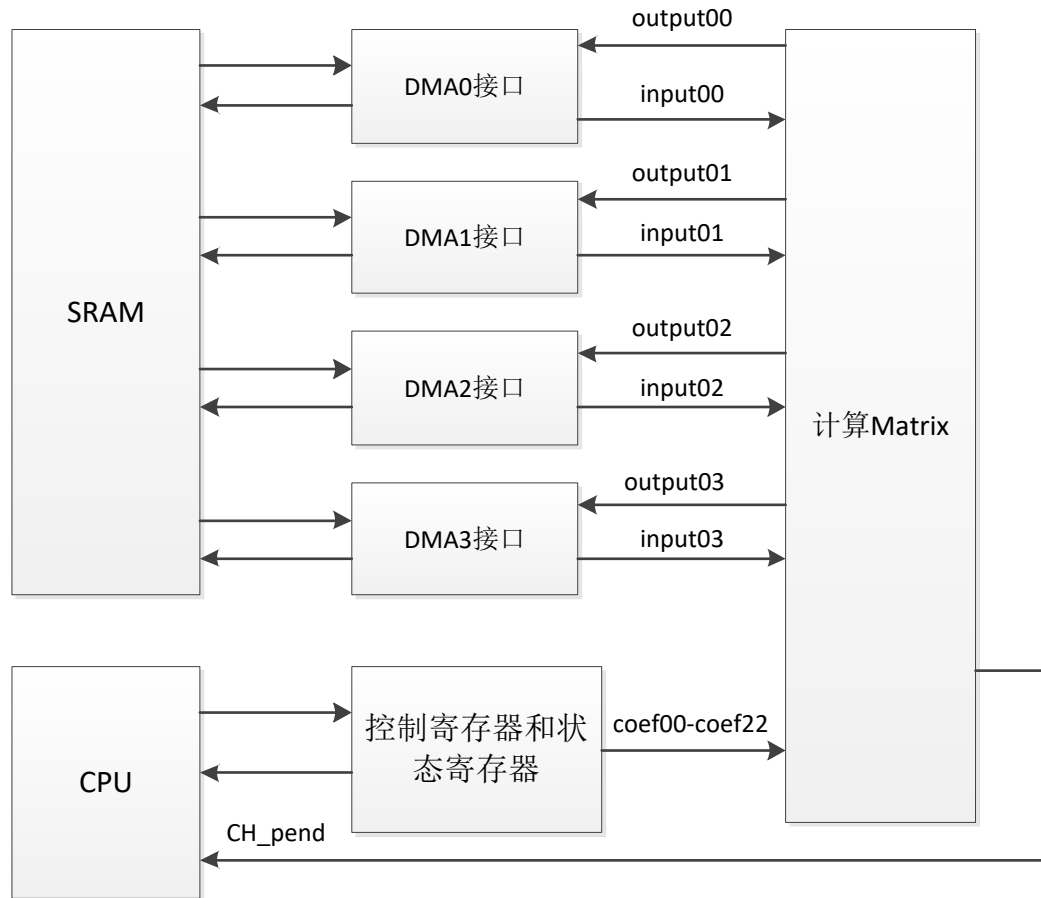 output00
DMA0接口
input00
output01
DMA1接口
input01
SRAM
output02
DMA2接口
input02
计算Matrix
output03
DMA3接口
input03
控制寄存器和状
态寄存器
coef00-coef22
CPU
CH_pend